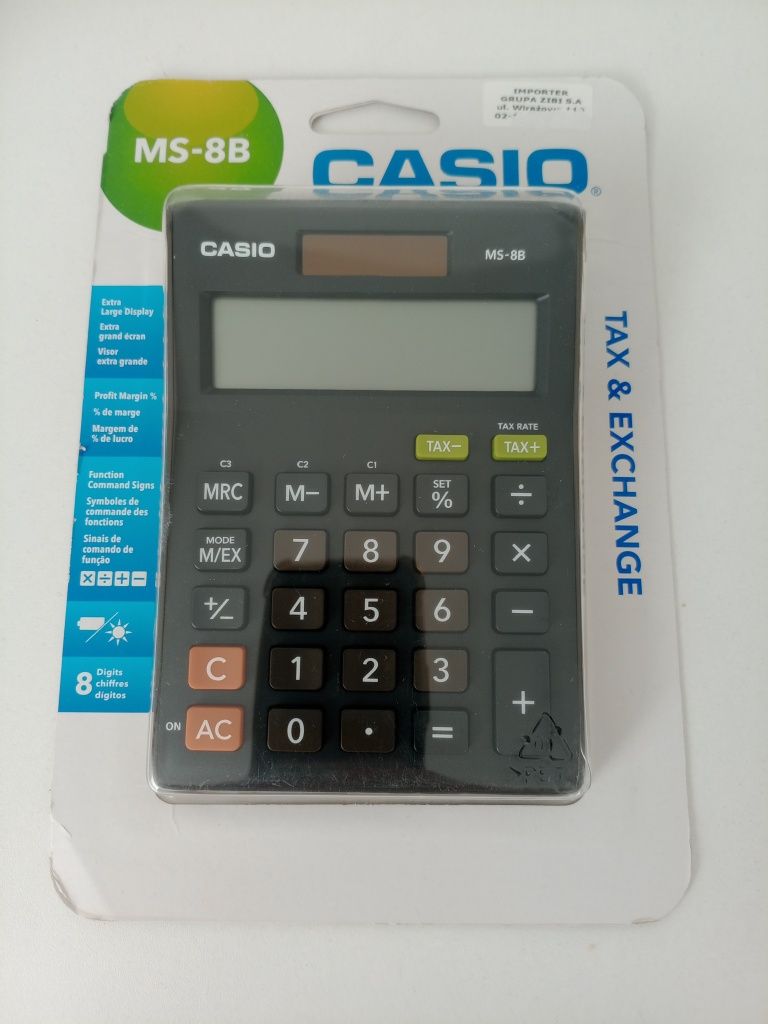 IMPORTER
GRUPA ZIBI S.A
ul.
MS-8B
CASIO®
CASIO
MS-8B
Extra
Large Display
Extra
grand écran
Visor
extra grande
Profit Margin %
% de marge
Margem de
% de lucro
Function
Command Signs
Symboles de
commande des
fonctions
Sinais de
comando de
função
× ÷ + −
8 Digits
chiffres
dígitos
TAX & EXCHANGE
TAX RATE
TAX− TAX+
C3 C2 C1
MRC M− M+ SET % ÷
MODE
M/EX 7 8 9 ×
+/− 4 5 6 −
C 1 2 3 +
ON AC 0 . =